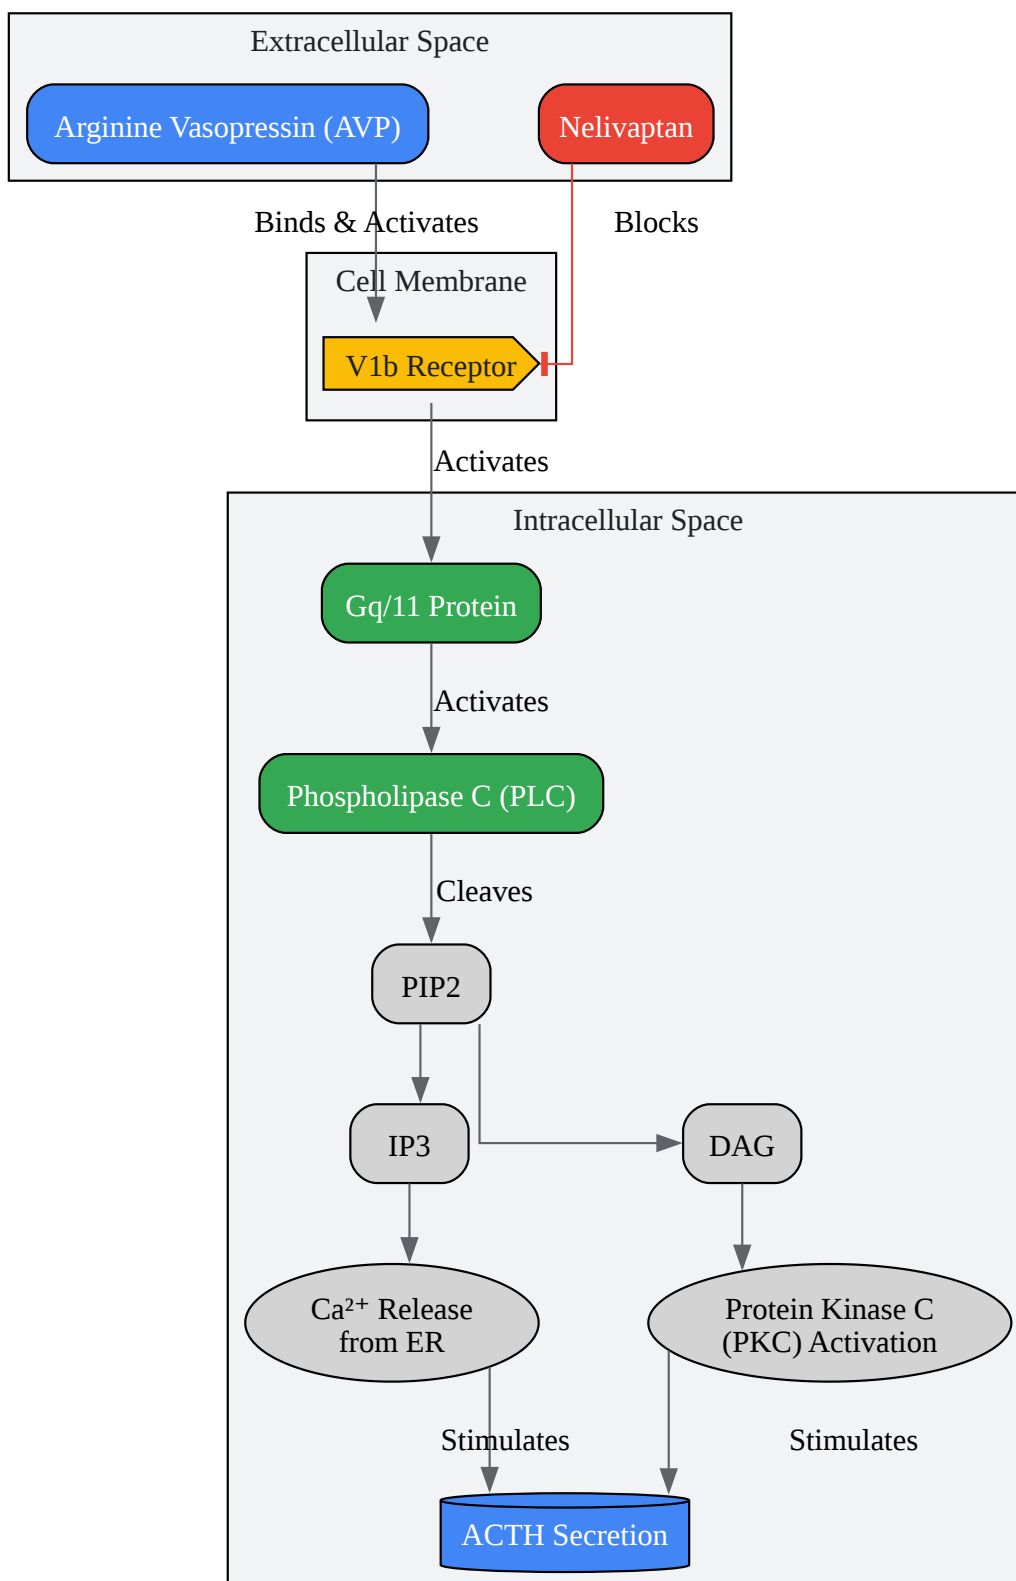 Extracellular Space
Arginine Vasopressin (AVP)
Nelivaptan
Binds & Activates
Blocks
Cell Membrane
V1b Receptor
Activates
Intracellular Space
Gq/11 Protein
Activates
Phospholipase C (PLC)
Cleaves
PIP2
IP3
DAG
Ca²⁺ Release
from ER
Protein Kinase C
(PKC) Activation
Stimulates
Stimulates
ACTH Secretion